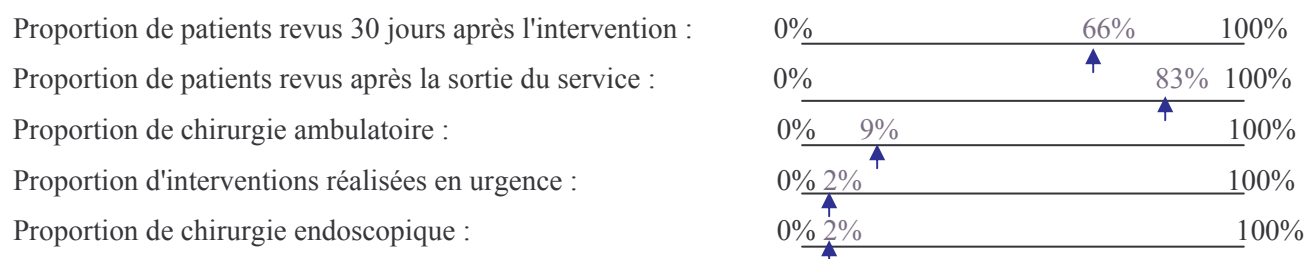 Proportion de patients revus 30 jours après l'intervention : 0% 66% 100%
Proportion de patients revus après la sortie du service : 0% 83% 100%
Proportion de chirurgie ambulatoire : 0% 9% 100%
Proportion d'interventions réalisées en urgence : 0% 2% 100%
Proportion de chirurgie endoscopique : 0% 2% 100%